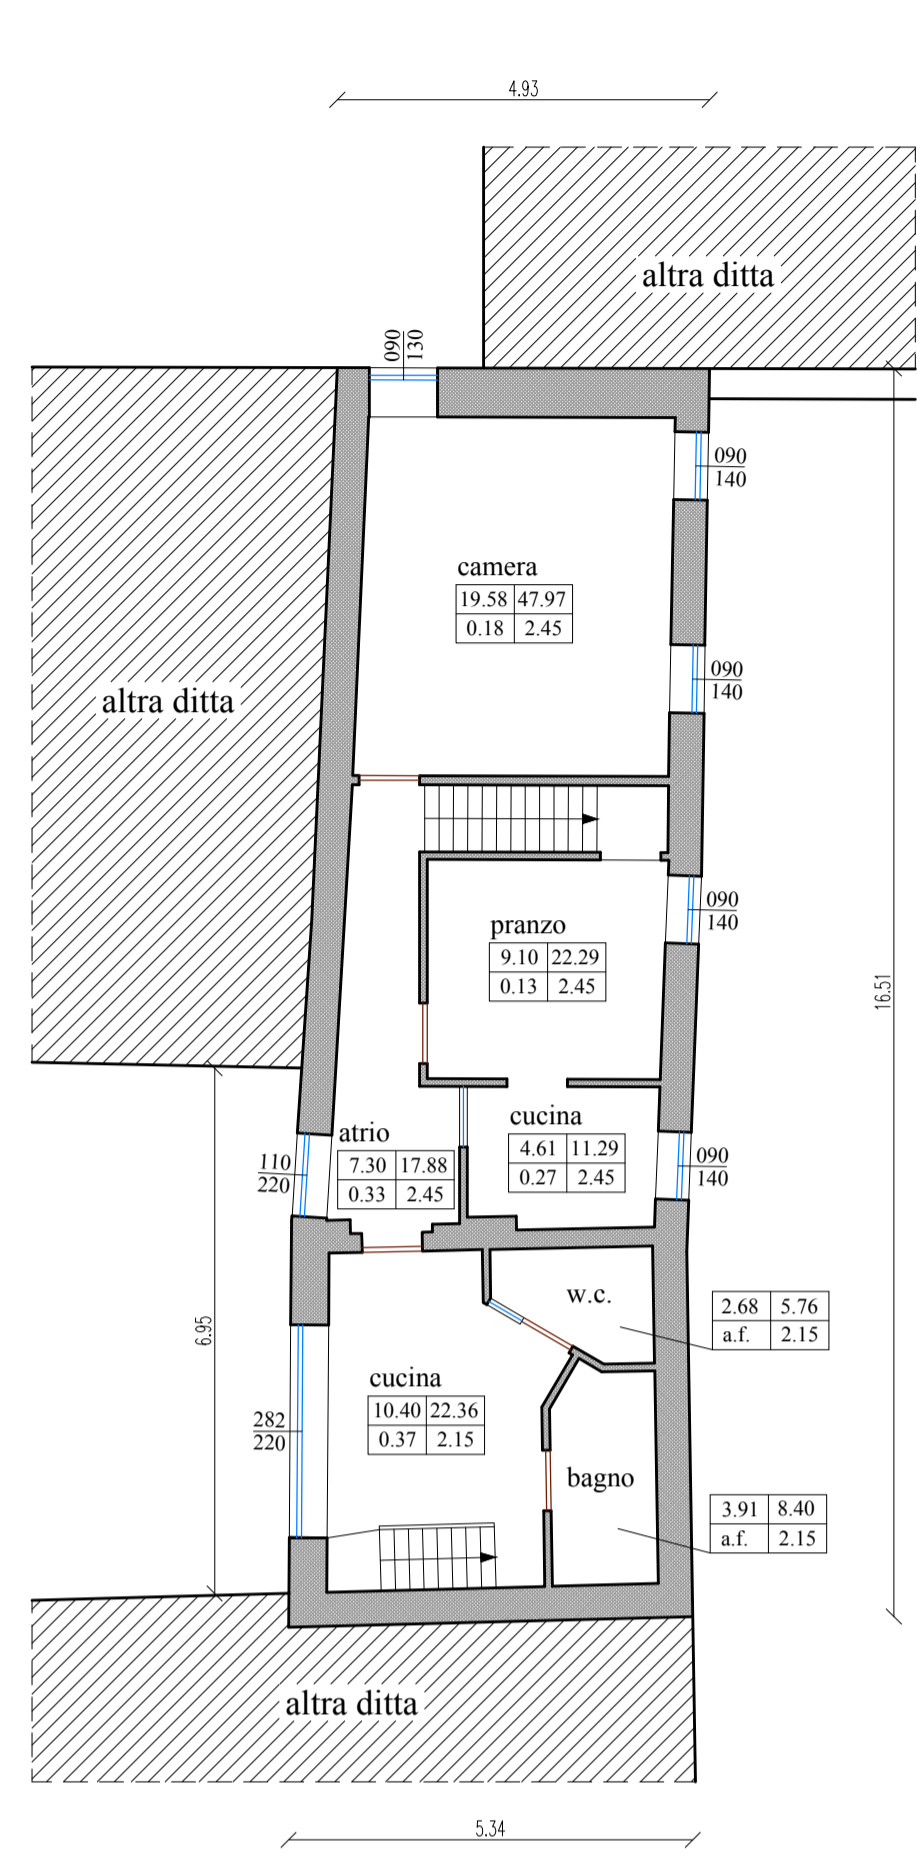 4.93
altra ditta
090
130
090
140
camera
19.58 47.97
0.18 2.45
090
140
altra ditta
090
140
pranzo
9.10 22.29
0.13 2.45
16.51
cucina
4.61 11.29
0.27 2.45
atrio
7.30 17.88
0.33 2.45
110
220
090
140
w.c.
2.68 5.76
a.f. 2.15
6.95
cucina
10.40 22.36
0.37 2.15
282
220
bagno
3.91 8.40
a.f. 2.15
altra ditta
5.34